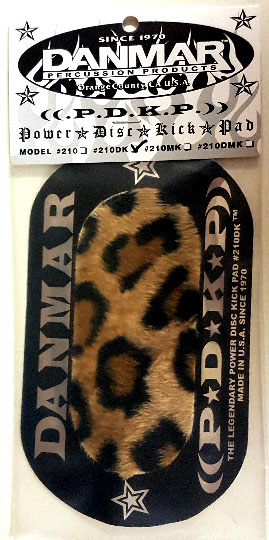 SINCE 1970
DANMAR
PERCUSSION PRODUCTS
Orange County, CA U.S.A.
((P.D.K.P.))
Power★Disc★Kick★Pad
MODEL #210☐ #210DK☑ #210MK☐ #210DMK☐
DANMAR
((P★D★K★P))
THE LEGENDARY POWER DISC KICK PAD #210DK™
MADE IN U.S.A. SINCE 1970